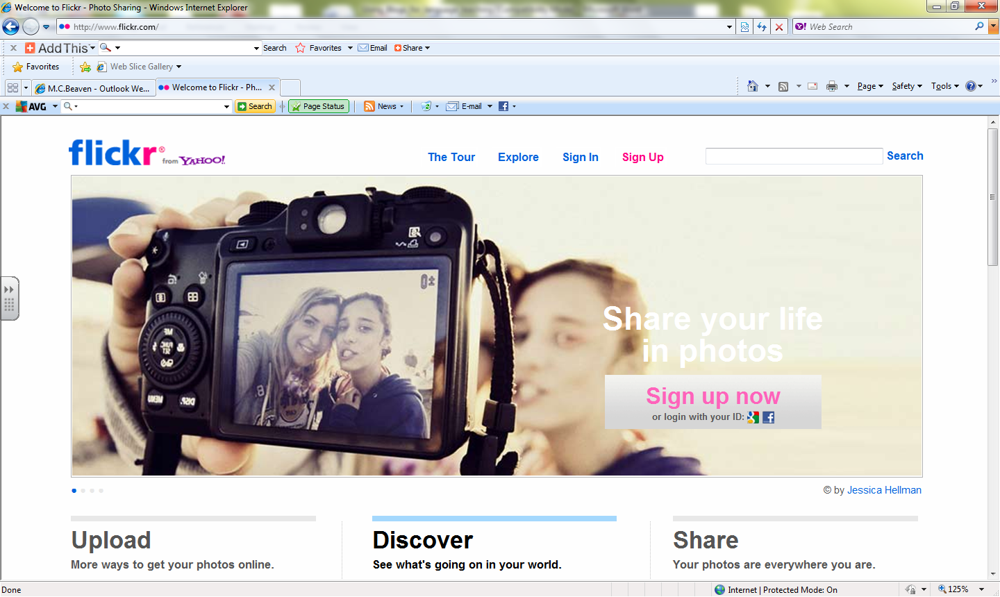 Welcome to Flickr - Photo Sharing - Windows Internet Explorer
http://www.flickr.com/
Web Search
AddThis
Search
Favorites
Email
Share
Favorites
Web Slice Gallery
M.C.Beaven - Outlook We...
Welcome to Flickr - Ph...
Page
Safety
Tools
AVG
Search
Page Status
News
E-mail
flickr® from YAHOO!
The Tour
Explore
Sign In
Sign Up
Search
Share your life
in photos
Sign up now
or login with your ID:
© by Jessica Hellman
Upload
More ways to get your photos online.
Discover
See what's going on in your world.
Share
Your photos are everywhere you are.
Done
Internet | Protected Mode: On
125%